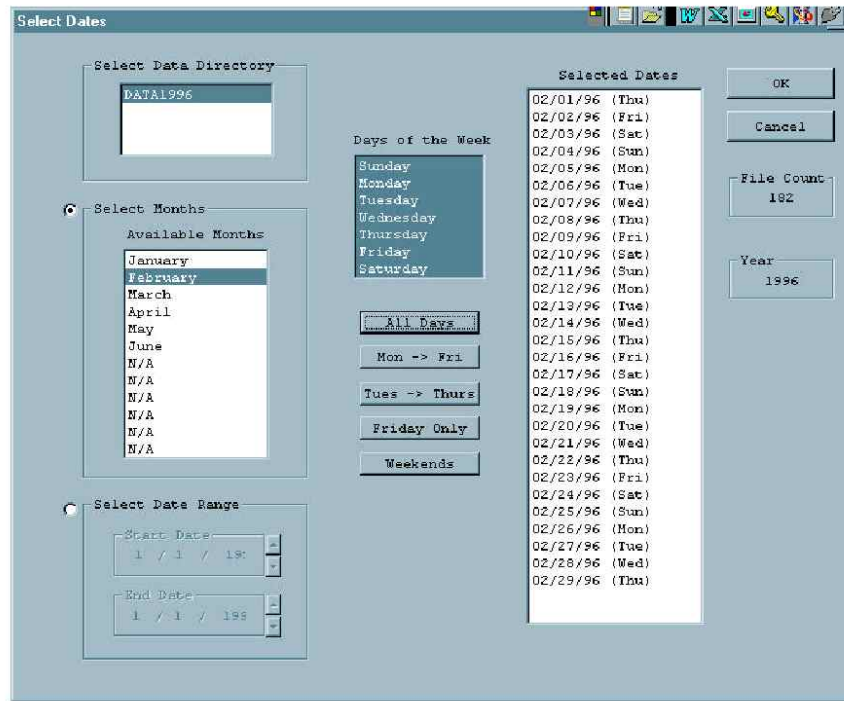 Select Dates
Select Data Directory
DATA1996
Select Months
Available Months
January
February
March
April
May
June
N/A
N/A
N/A
N/A
N/A
N/A
Select Date Range
Start Date
1 / 1 / 19
End Date
1 / 1 / 199
Days of the Week
Sunday
Monday
Tuesday
Wednesday
Thursday
Friday
Saturday
All Days
Mon -> Fri
Tues -> Thurs
Friday Only
Weekends
Selected Dates
02/01/96 (Thu)
02/02/96 (Fri)
02/03/96 (Sat)
02/04/96 (Sun)
02/05/96 (Mon)
02/06/96 (Tue)
02/07/96 (Wed)
02/08/96 (Thu)
02/09/96 (Fri)
02/10/96 (Sat)
02/11/96 (Sun)
02/12/96 (Mon)
02/13/96 (Tue)
02/14/96 (Wed)
02/15/96 (Thu)
02/16/96 (Fri)
02/17/96 (Sat)
02/18/96 (Sun)
02/19/96 (Mon)
02/20/96 (Tue)
02/21/96 (Wed)
02/22/96 (Thu)
02/23/96 (Fri)
02/24/96 (Sat)
02/25/96 (Sun)
02/26/96 (Mon)
02/27/96 (Tue)
02/28/96 (Wed)
02/29/96 (Thu)
OK
Cancel
File Count
182
Year
1996